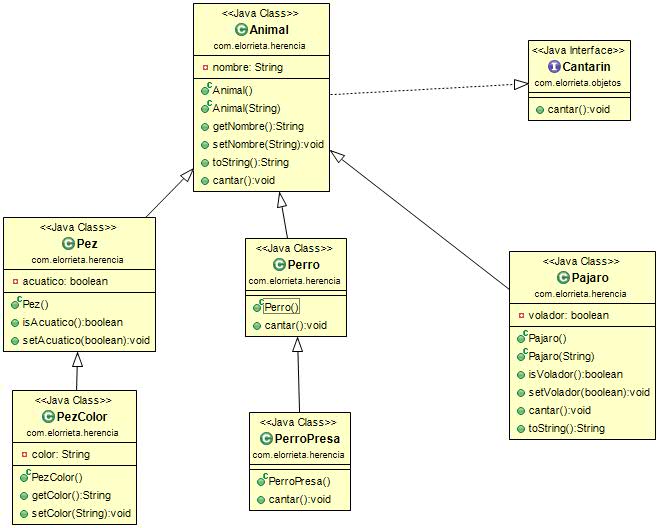 <<Java Class>>
Animal
com.elorrieta.herencia
nombre: String
Animal()
Animal(String)
getNombre():String
setNombre(String):void
toString():String
cantar():void
<<Java Interface>>
Cantarin
com.elorrieta.objetos
cantar():void
<<Java Class>>
Pez
com.elorrieta.herencia
acuatico: boolean
Pez()
isAcuatico():boolean
setAcuatico(boolean):void
<<Java Class>>
Perro
com.elorrieta.herencia
Perro()
cantar():void
<<Java Class>>
Pajaro
com.elorrieta.herencia
volador: boolean
Pajaro()
Pajaro(String)
isVolador():boolean
setVolador(boolean):void
cantar():void
toString():String
<<Java Class>>
PezColor
com.elorrieta.herencia
color: String
PezColor()
getColor():String
setColor(String):void
<<Java Class>>
PerroPresa
com.elorrieta.herencia
PerroPresa()
cantar():void